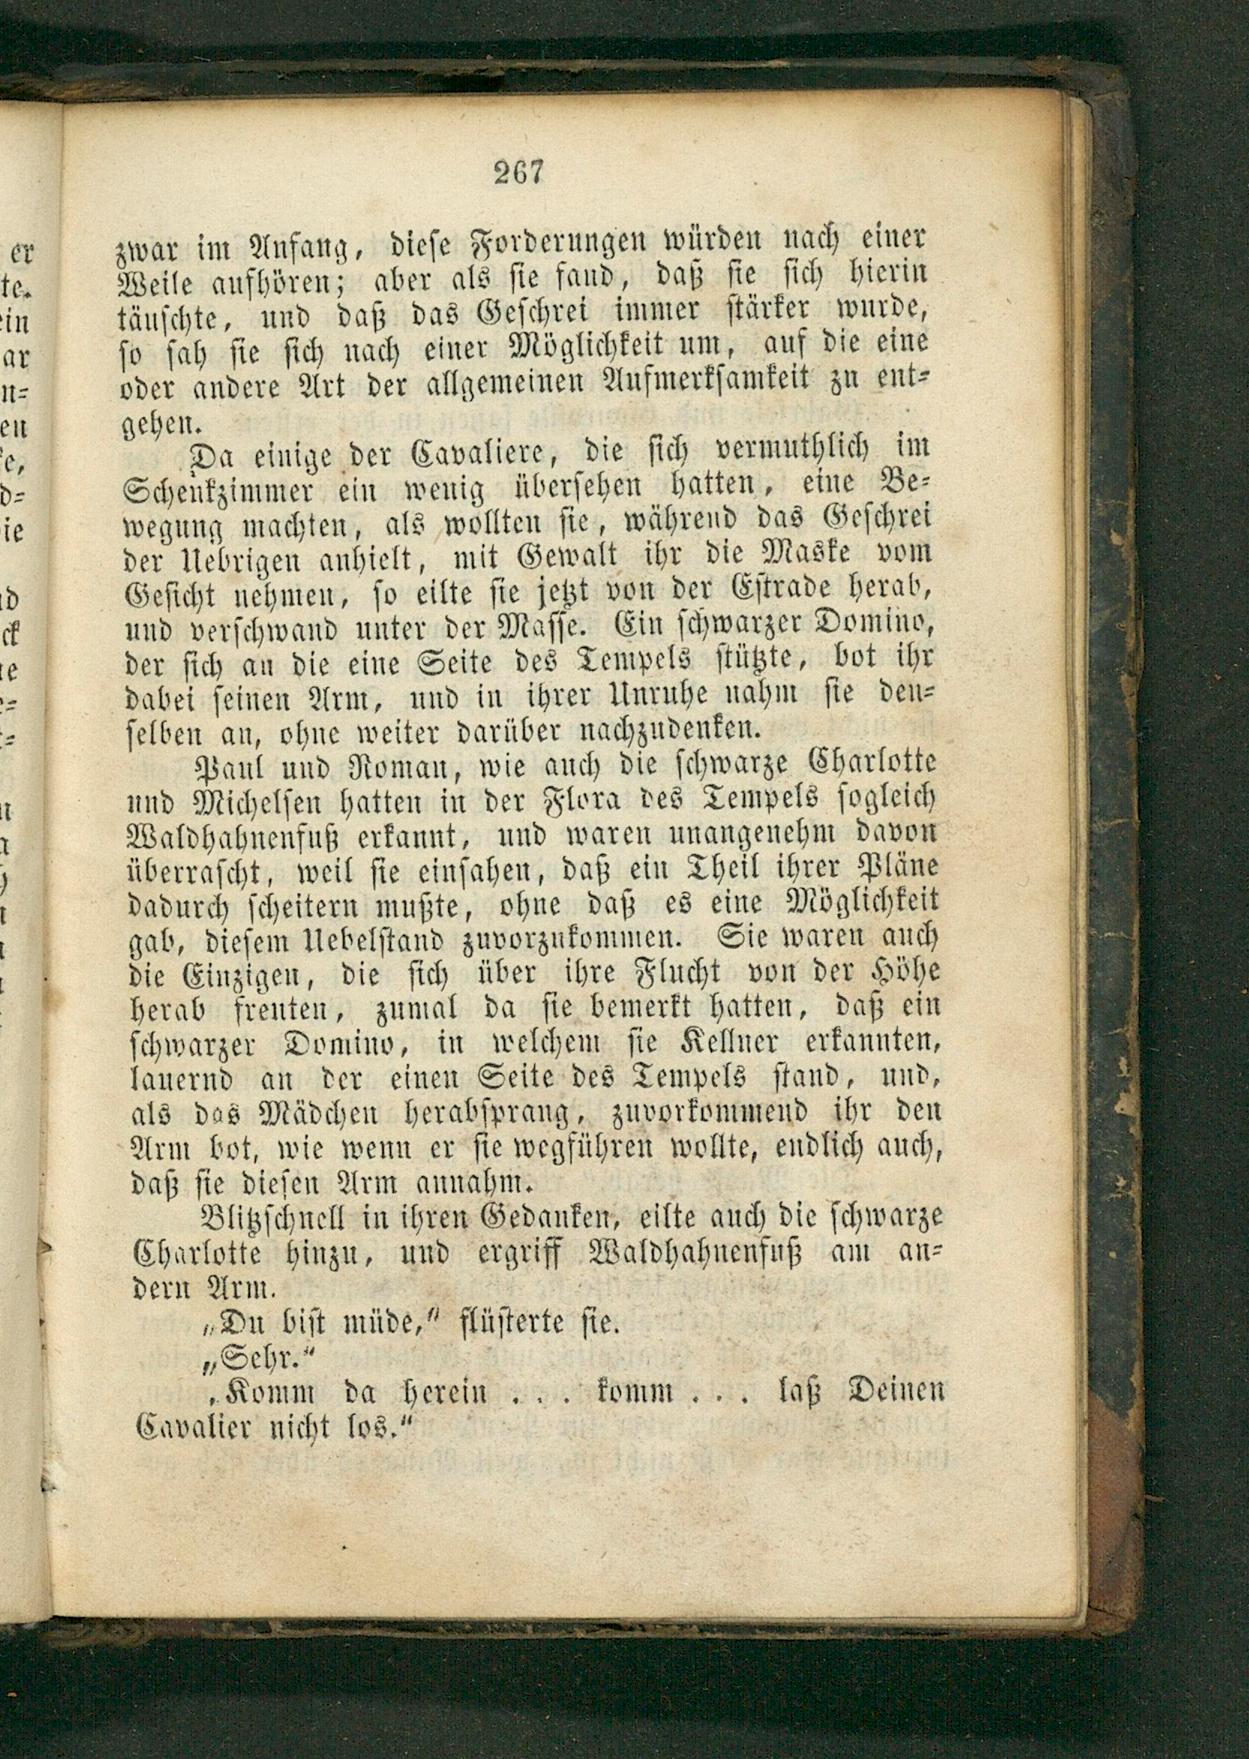 267
zwar im Anfang, diese Forderungen würden nach einer
Weile aufhören; aber als sie fand, daß sie sich hierin
täuschte, und daß das Geschrei immer stärker wurde,
so sah sie sich nach einer Möglichkeit um, auf die eine
oder andere Art der allgemeinen Aufmerksamkeit zu ent-
gehen.
Da einige der Cavaliere, die sich vermuthlich im
Schenkzimmer ein wenig übersehen hatten, eine Be-
wegung machten, als wollten sie, während das Geschrei
der Uebrigen anhielt, mit Gewalt ihr die Maske vom
Gesicht nehmen, so eilte sie jetzt von der Estrade herab,
und verschwand unter der Masse. Ein schwarzer Domino,
der sich an die eine Seite des Tempels stützte, bot ihr
dabei seinen Arm, und in ihrer Unruhe nahm sie den-
selben an, ohne weiter darüber nachzudenken.
Paul und Roman, wie auch die schwarze Charlotte
und Michelsen hatten in der Flora des Tempels sogleich
Waldhahnenfuß erkannt, und waren unangenehm davon
überrascht, weil sie einsahen, daß ein Theil ihrer Pläne
dadurch scheitern mußte, ohne daß es eine Möglichkeit
gab, diesem Uebelstand zuvorzukommen. Sie waren auch
die Einzigen, die sich über ihre Flucht von der Höhe
herab freuten, zumal da sie bemerkt hatten, daß ein
schwarzer Domino, in welchem sie Kellner erkannten,
lauernd an der einen Seite des Tempels stand, und,
als das Mädchen herabsprang, zuvorkommend ihr den
Arm bot, wie wenn er sie wegführen wollte, endlich auch,
daß sie diesen Arm annahm.
Blitzschnell in ihren Gedanken, eilte auch die schwarze
Charlotte hinzu, und ergriff Waldhahnenfuß am an-
dern Arm.
„Du bist müde,“ flüsterte sie.
„Sehr.“
„Komm da herein . . . komm . . . laß Deinen
Cavalier nicht los.“